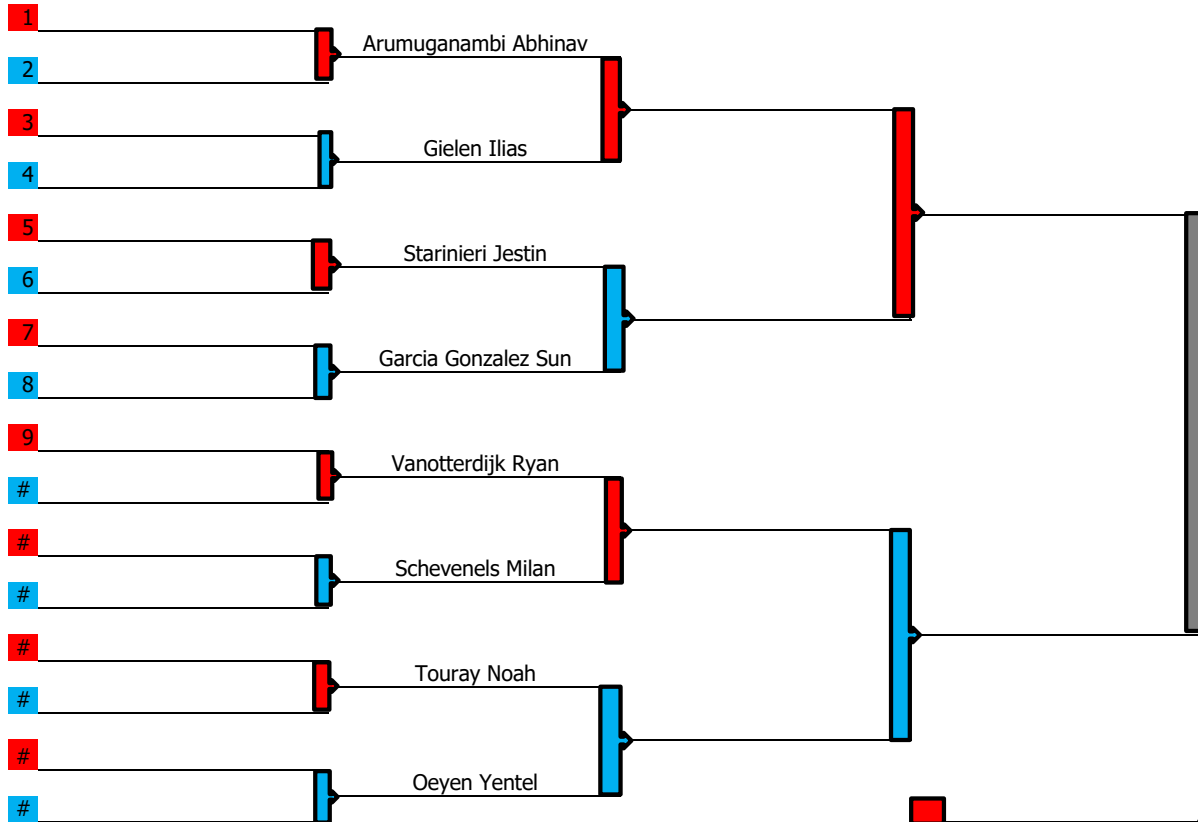 1
Arumuganambi Abhinav
2
3
Gielen Ilias
4
5
Starinieri Jestin
6
7
Garcia Gonzalez Sun
8
9
Vanotterdijk Ryan
#
#
Schevenels Milan
#
#
Touray Noah
#
#
Oeyen Yentel
#